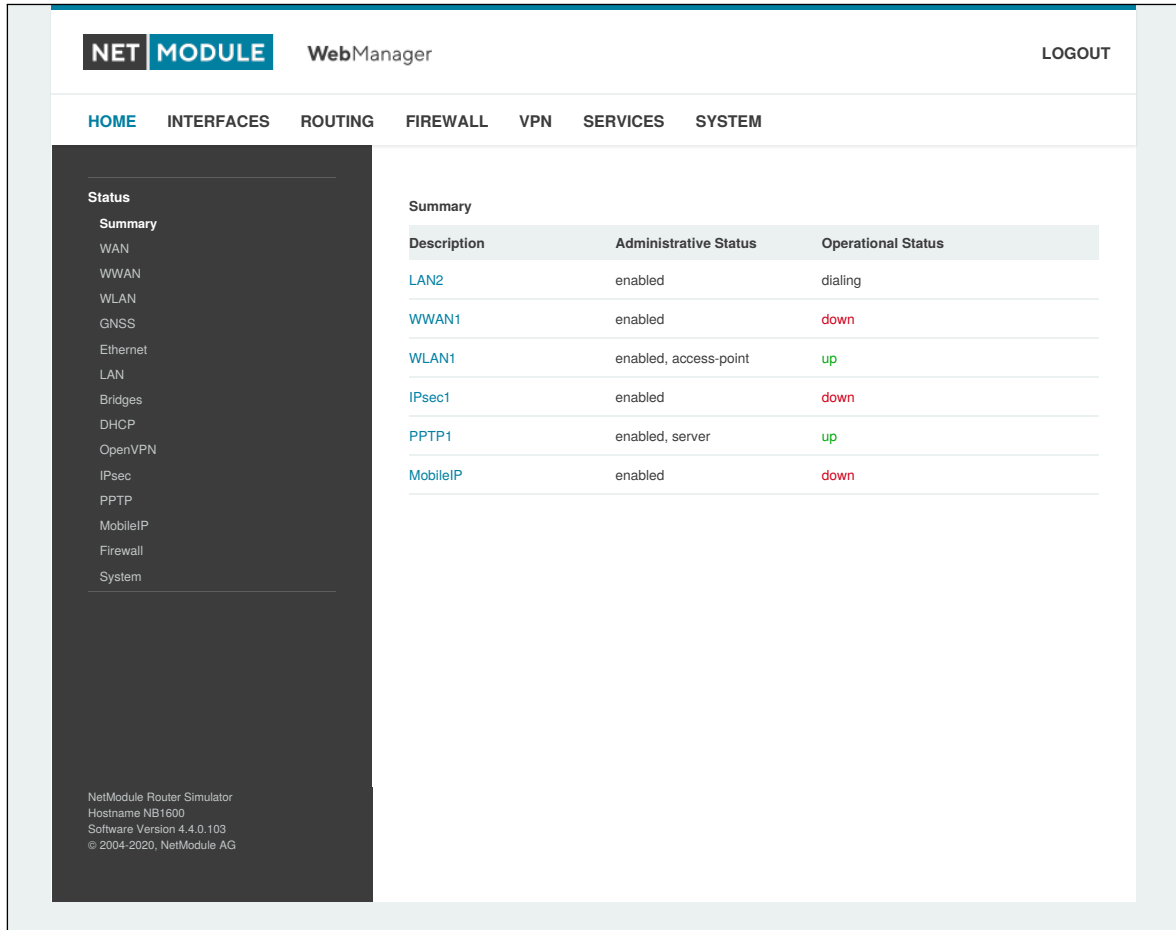 NET MODULE WebManager LOGOUT
HOME INTERFACES ROUTING FIREWALL VPN SERVICES SYSTEM
Status
Summary
WAN
WWAN
WLAN
GNSS
Ethernet
LAN
Bridges
DHCP
OpenVPN
IPsec
PPTP
MobileIP
Firewall
System
NetModule Router Simulator
Hostname NB1600
Software Version 4.4.0.103
© 2004-2020, NetModule AG
Summary
Description Administrative Status Operational Status
LAN2 enabled dialing
WWAN1 enabled down
WLAN1 enabled, access-point up
IPsec1 enabled down
PPTP1 enabled, server up
MobileIP enabled down